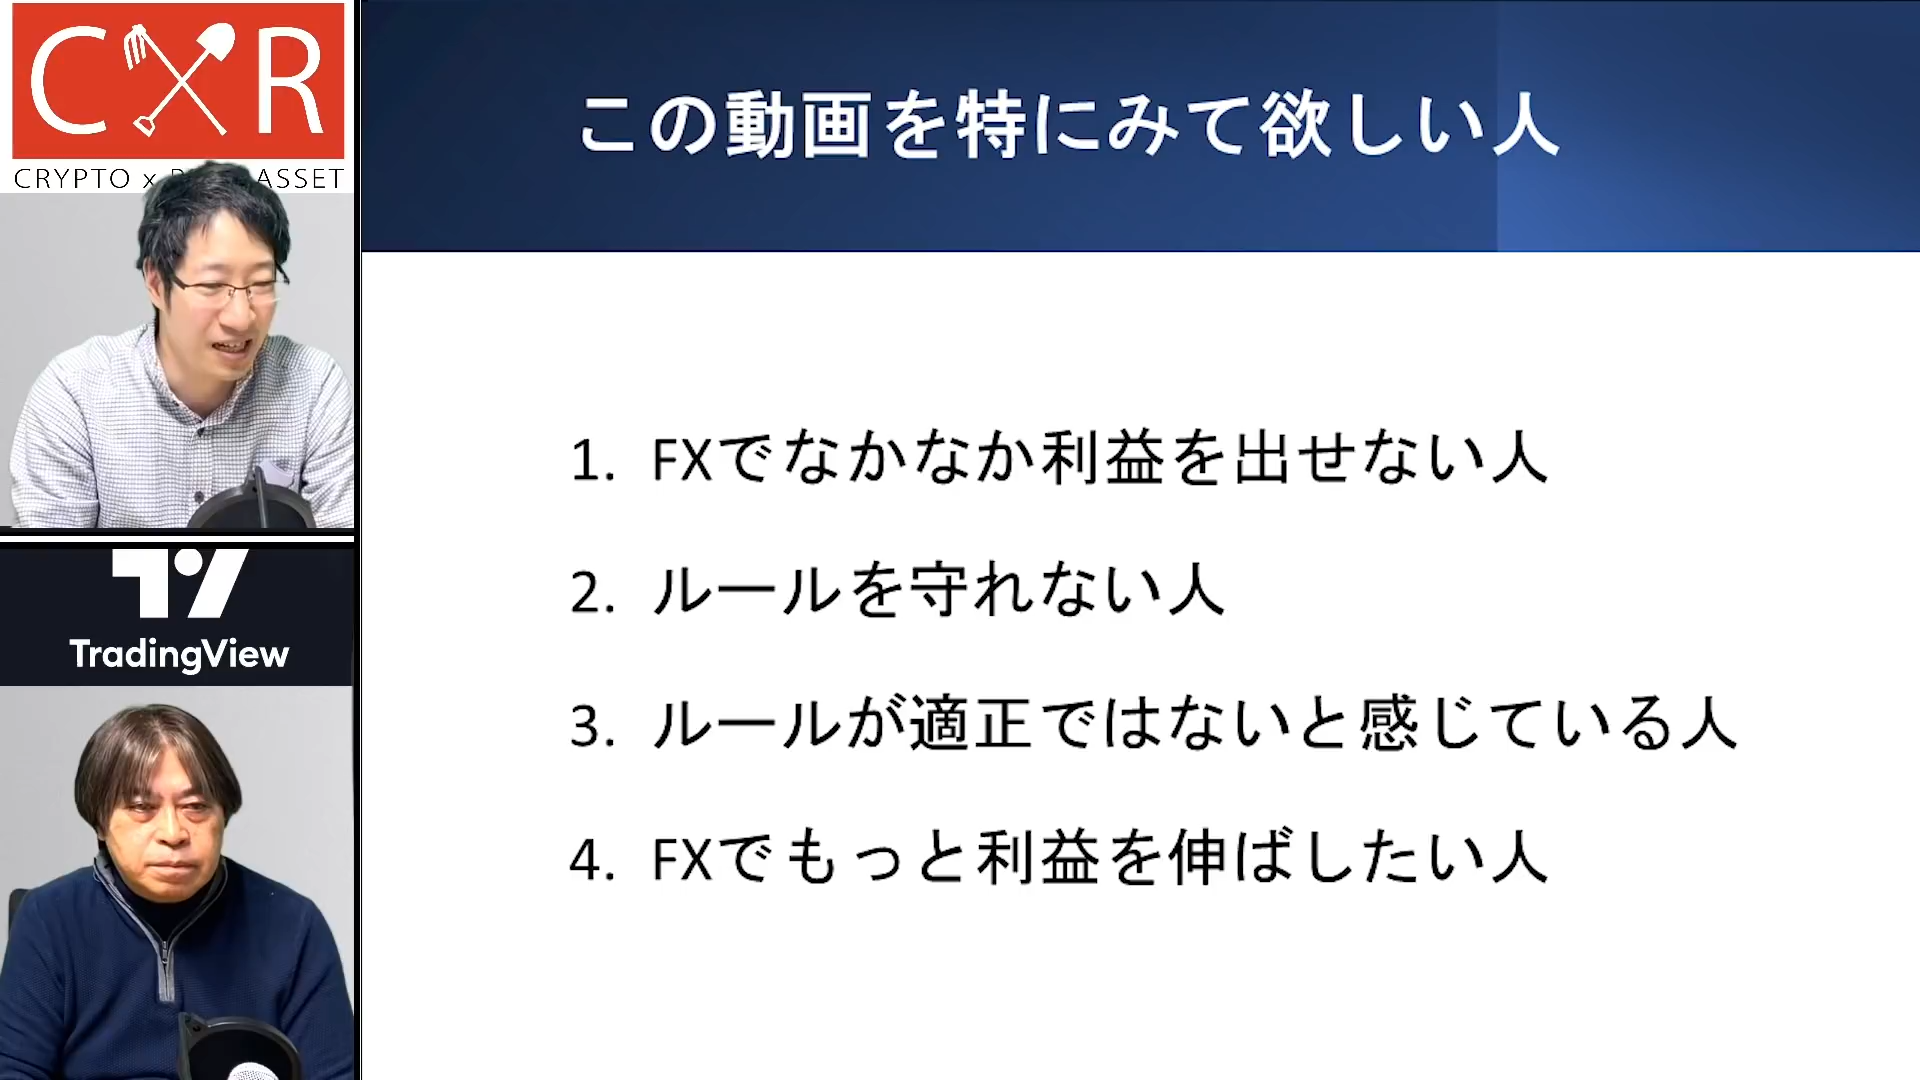 CXR
CRYPTO x ASSET
TradingView
この動画を特にみて欲しい人
1. FXでなかなか利益を出せない人
2. ルールを守れない人
3. ルールが適正ではないと感じている人
4. FXでもっと利益を伸ばしたい人